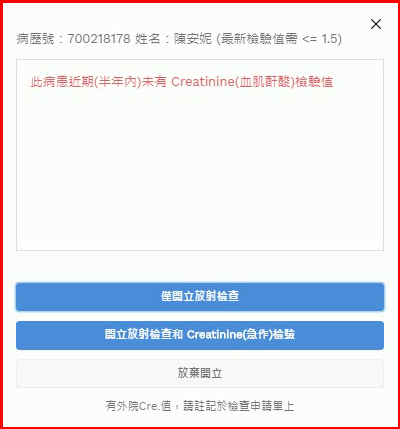 病歷號：700218178 姓名：陳安妮 (最新檢驗值需 <= 1.5)
此病患近期(半年內)未有 Creatinine(血肌酐酸)檢驗值
僅開立放射檢查
開立放射檢查和 Creatinine(急作)檢驗
放棄開立
有外院Cre.值，請註記於檢查申請單上